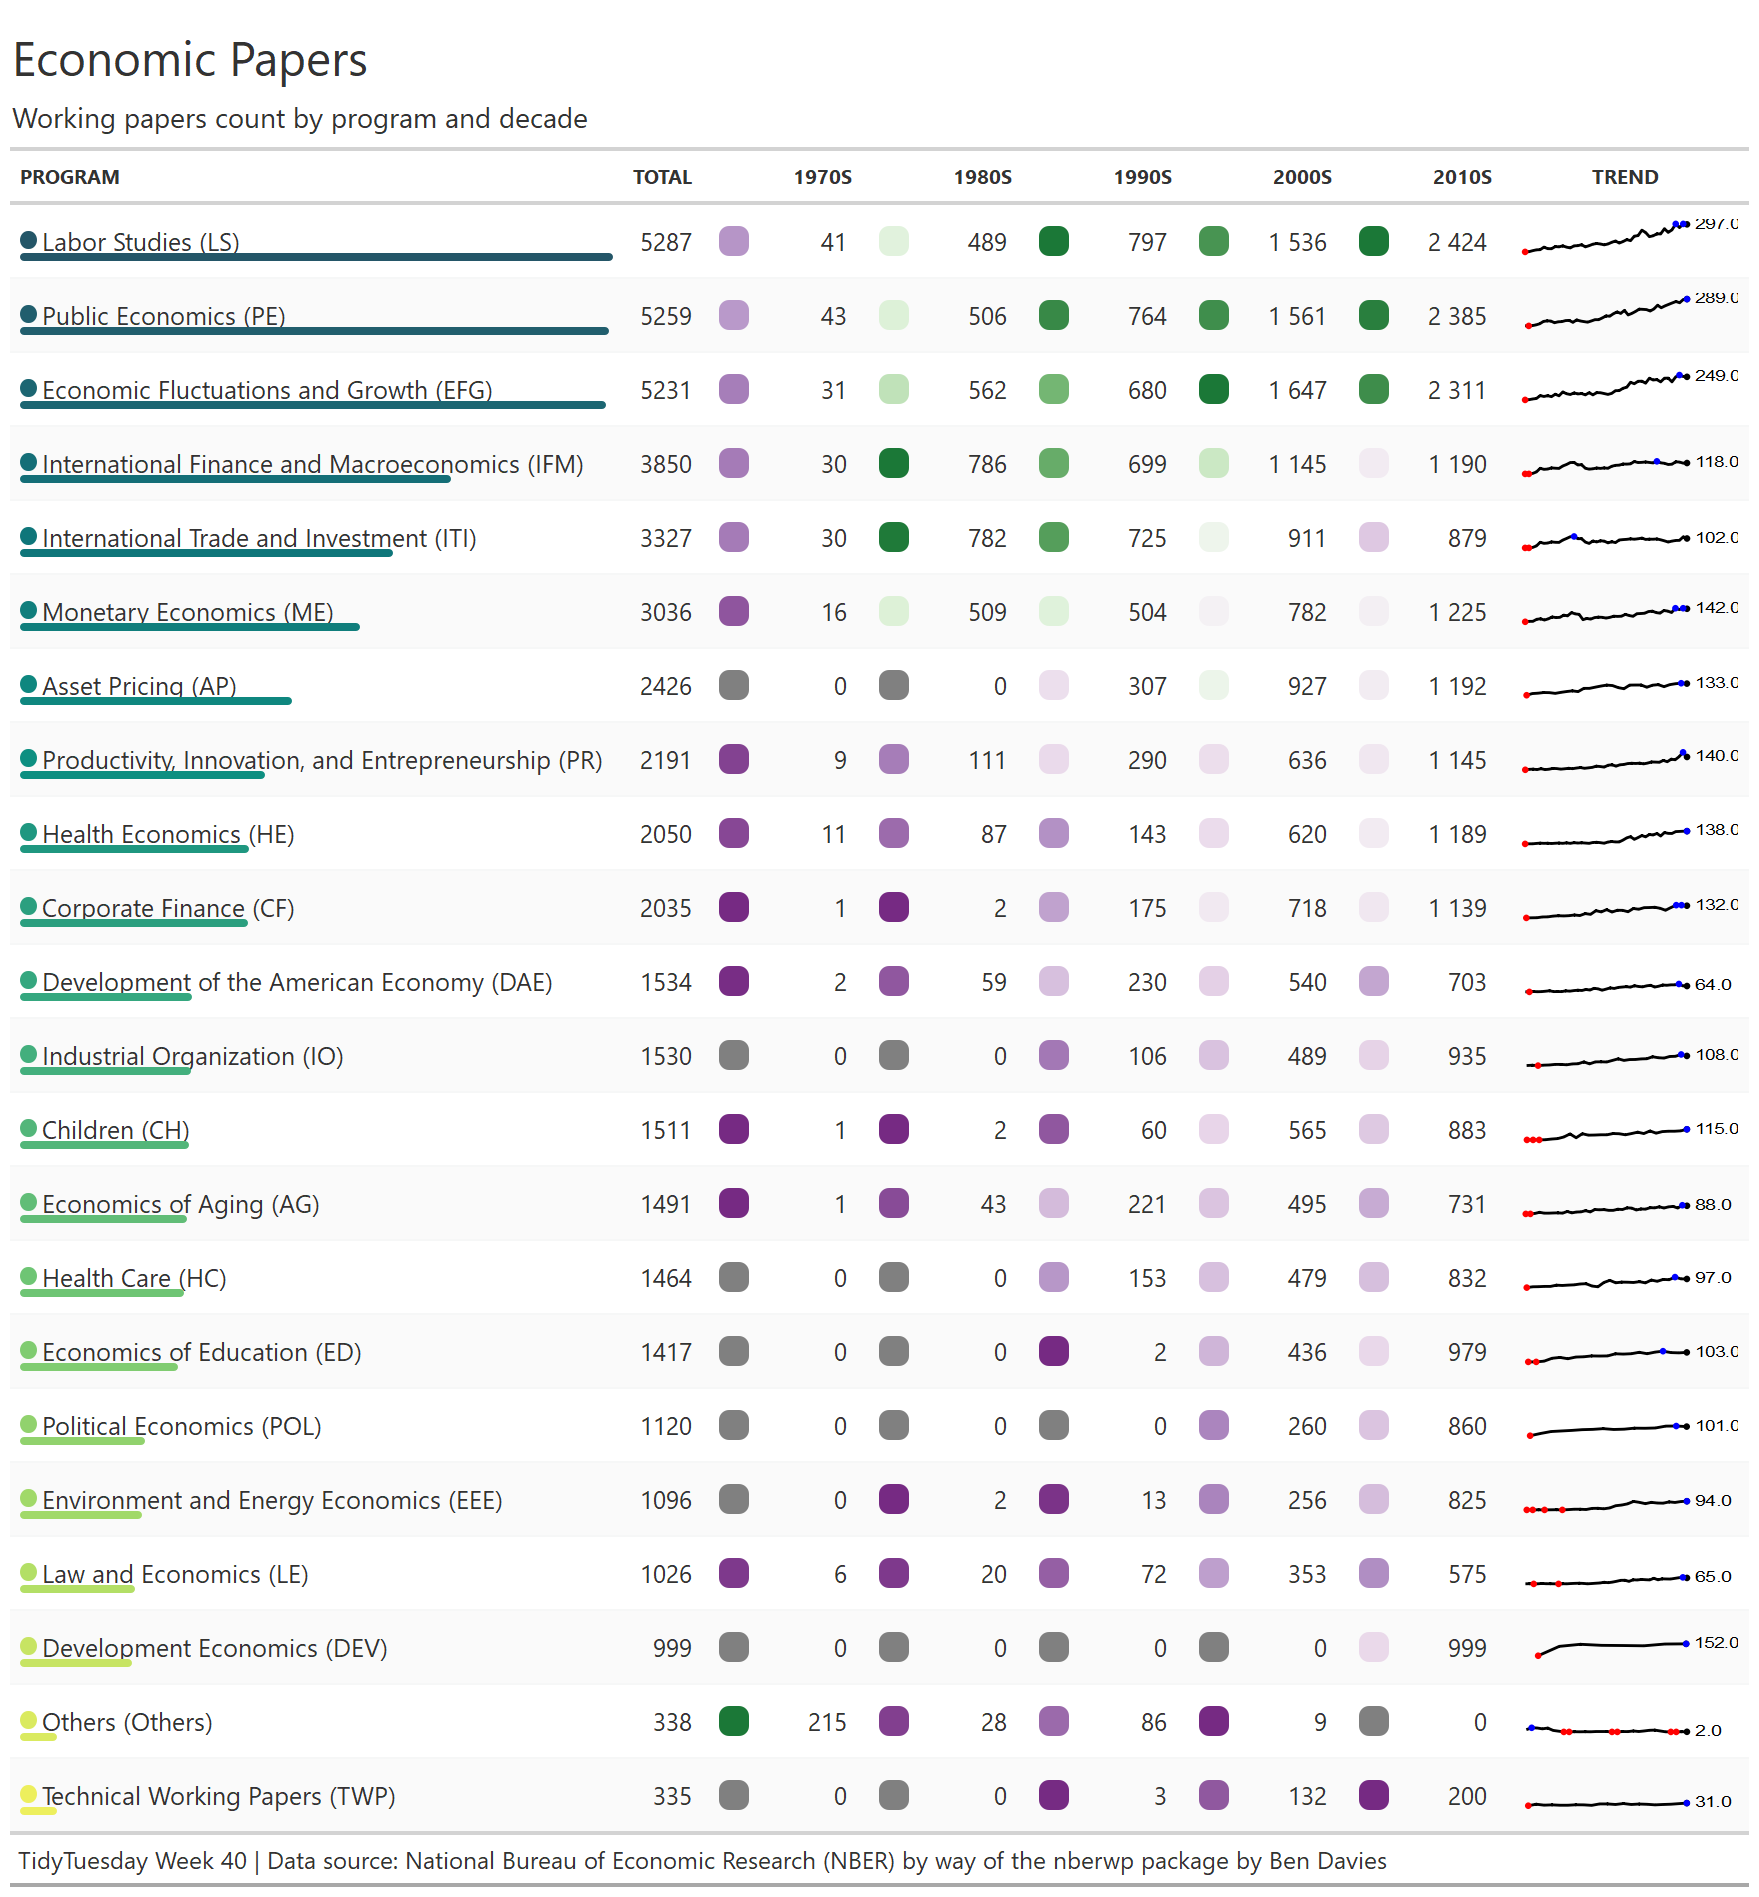 Economic Papers
Working papers count by program and decade
PROGRAM TOTAL 1970S 1980S 1990S 2000S 2010S TREND
Labor Studies (LS) 5287 41 489 797 1 536 2 424 297.0
Public Economics (PE) 5259 43 506 764 1 561 2 385 289.0
Economic Fluctuations and Growth (EFG) 5231 31 562 680 1 647 2 311 249.0
International Finance and Macroeconomics (IFM) 3850 30 786 699 1 145 1 190 118.0
International Trade and Investment (ITI) 3327 30 782 725 911 879 102.0
Monetary Economics (ME) 3036 16 509 504 782 1 225 142.0
Asset Pricing (AP) 2426 0 0 307 927 1 192 133.0
Productivity, Innovation, and Entrepreneurship (PR) 2191 9 111 290 636 1 145 140.0
Health Economics (HE) 2050 11 87 143 620 1 189 138.0
Corporate Finance (CF) 2035 1 2 175 718 1 139 132.0
Development of the American Economy (DAE) 1534 2 59 230 540 703 64.0
Industrial Organization (IO) 1530 0 0 106 489 935 108.0
Children (CH) 1511 1 2 60 565 883 115.0
Economics of Aging (AG) 1491 1 43 221 495 731 88.0
Health Care (HC) 1464 0 0 153 479 832 97.0
Economics of Education (ED) 1417 0 0 2 436 979 103.0
Political Economics (POL) 1120 0 0 0 260 860 101.0
Environment and Energy Economics (EEE) 1096 0 2 13 256 825 94.0
Law and Economics (LE) 1026 6 20 72 353 575 65.0
Development Economics (DEV) 999 0 0 0 0 999 152.0
Others (Others) 338 215 28 86 9 0 2.0
Technical Working Papers (TWP) 335 0 0 3 132 200 31.0
TidyTuesday Week 40 | Data source: National Bureau of Economic Research (NBER) by way of the nberwp package by Ben Davies